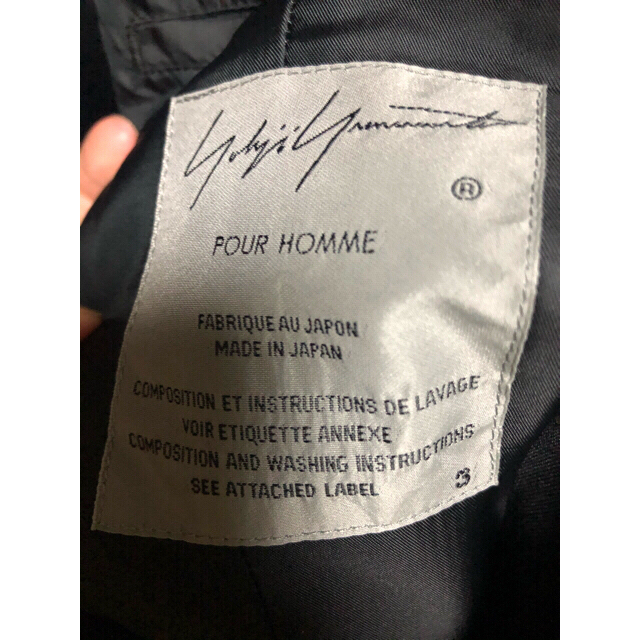 Yohji Yamamoto
®
POUR HOMME
FABRIQUE AU JAPON
MADE IN JAPAN
COMPOSITION ET INSTRUCTIONS DE LAVAGE
VOIR ETIQUETTE ANNEXE
COMPOSITION AND WASHING INSTRUCTIONS
SEE ATTACHED LABEL
3